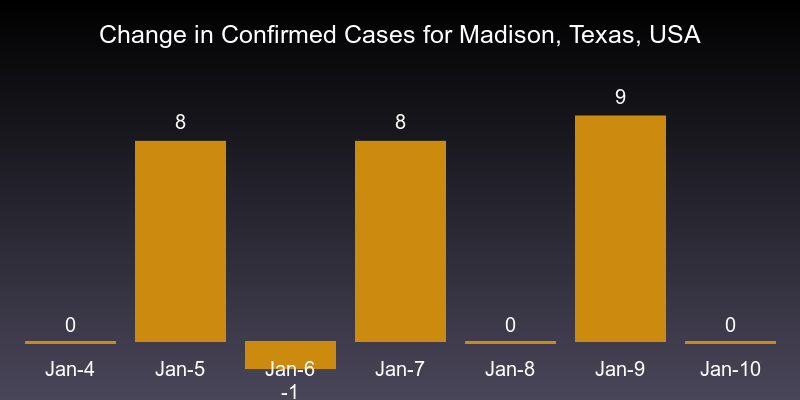 Change in Confirmed Cases for Madison, Texas, USA
9
8 8
0 0 0
Jan-4 Jan-5 Jan-6 Jan-7 Jan-8 Jan-9 Jan-10
-1